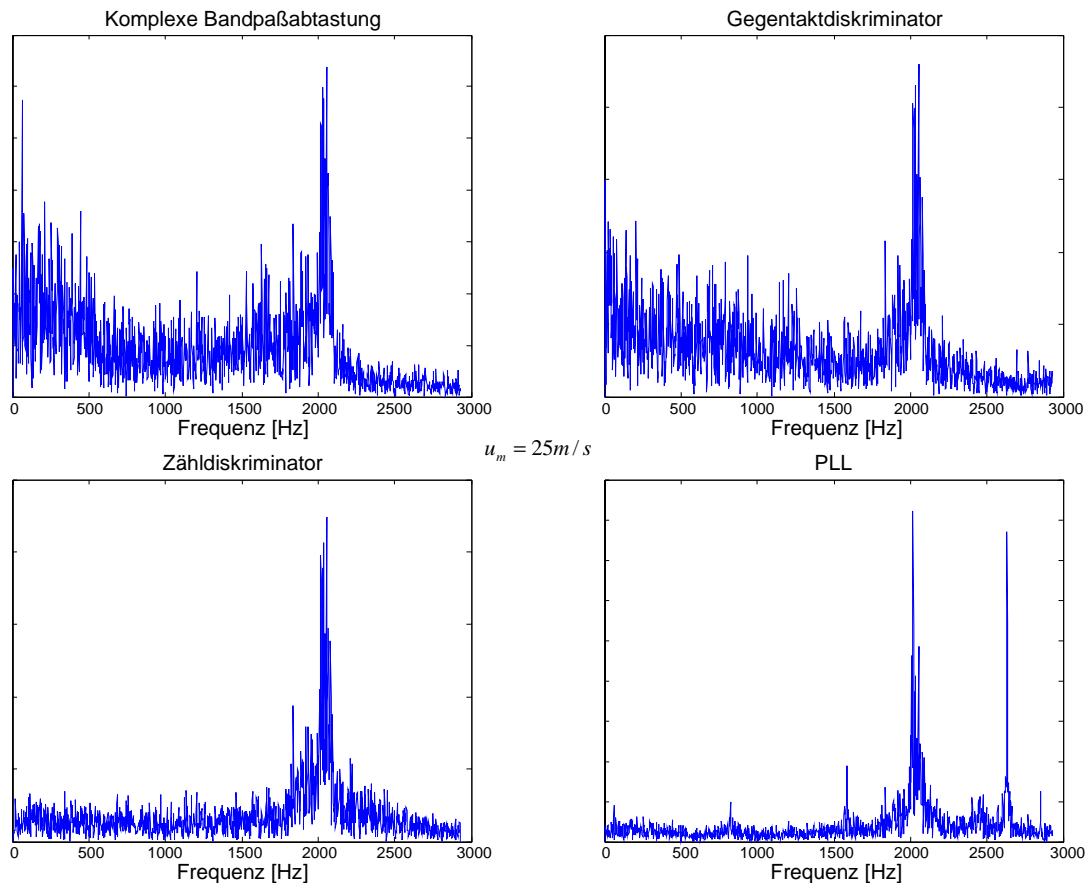 Komplexe Bandpaßabtastung
Gegentaktdiskriminator
0 500 1000 1500 2000 2500 3000
Frequenz [Hz]
0 500 1000 1500 2000 2500 3000
Frequenz [Hz]
u_m = 25m/s
Zähldiskriminator
PLL
0 500 1000 1500 2000 2500 3000
Frequenz [Hz]
0 500 1000 1500 2000 2500 3000
Frequenz [Hz]